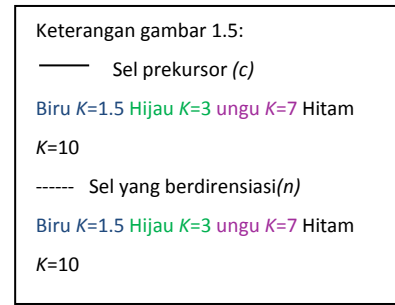 Keterangan gambar 1.5:
Sel prekursor (c)
Biru K=1.5 Hijau K=3 ungu K=7 Hitam
K=10
------ Sel yang berdirensiasi(n)
Biru K=1.5 Hijau K=3 ungu K=7 Hitam
K=10